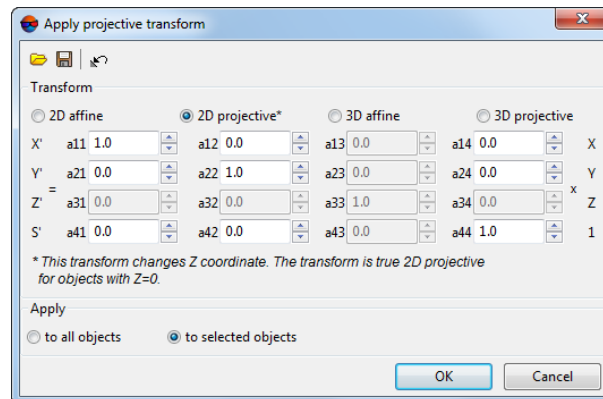 Apply projective transform
Transform
2D affine 2D projective* 3D affine 3D projective
X' a11 1.0 a12 0.0 a13 0.0 a14 0.0 X
Y' a21 0.0 a22 1.0 a23 0.0 a24 0.0 Y
=
x
Z' a31 0.0 a32 0.0 a33 1.0 a34 0.0 Z
S' a41 0.0 a42 0.0 a43 0.0 a44 1.0 1
* This transform changes Z coordinate. The transform is true 2D projective
for objects with Z=0.
Apply
to all objects to selected objects
OK Cancel